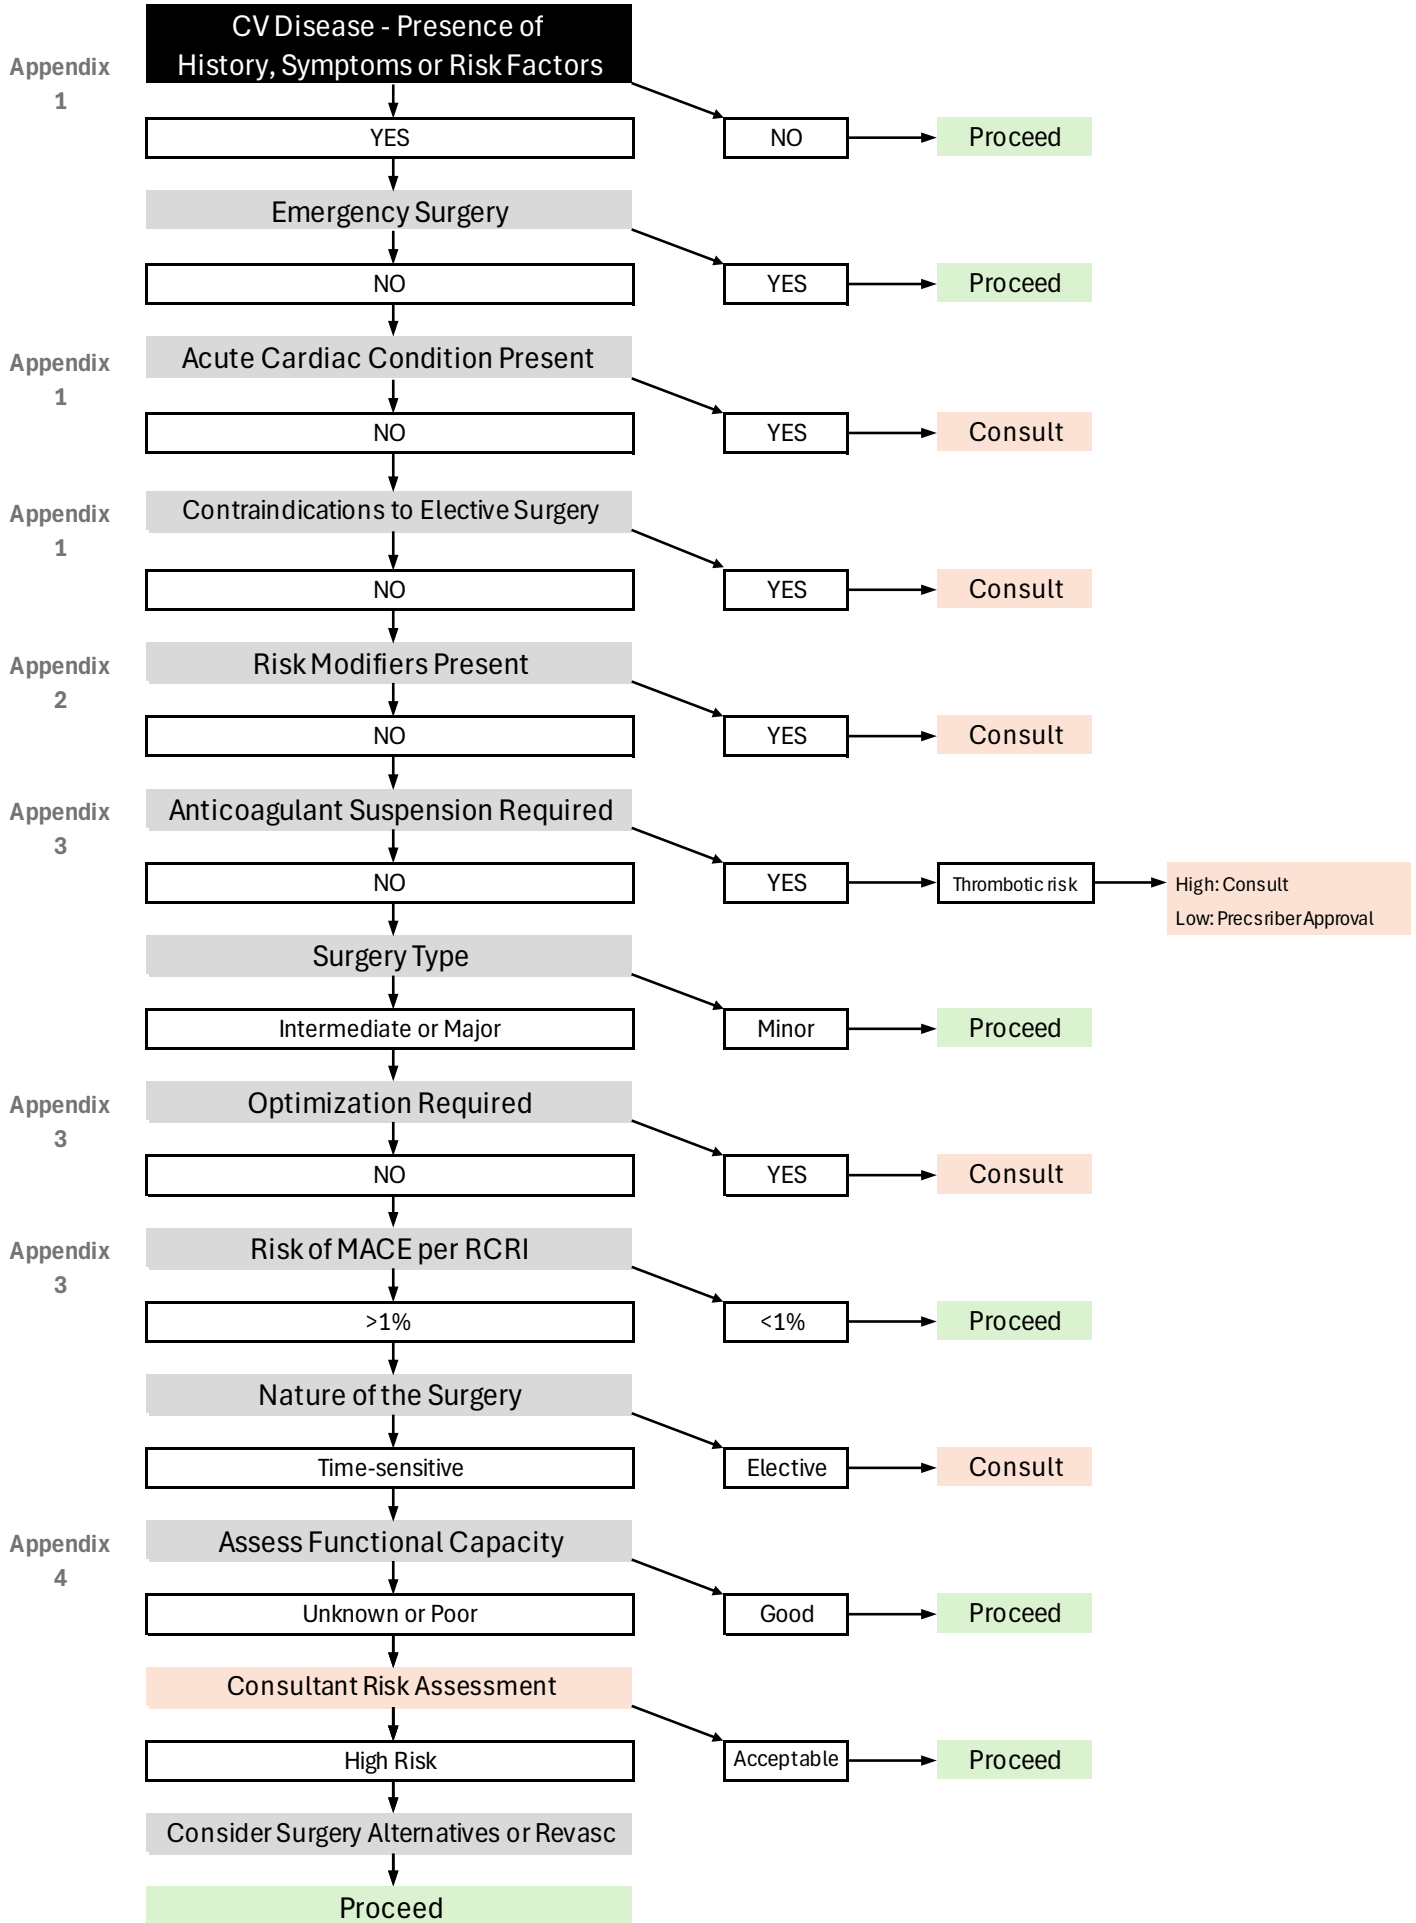 CV Disease - Presence of
History, Symptoms or Risk Factors
Appendix
1
YES
NO
Proceed
Emergency Surgery
NO
YES
Proceed
Appendix
1
Acute Cardiac Condition Present
NO
YES
Consult
Appendix
1
Contraindications to Elective Surgery
NO
YES
Consult
Appendix
2
Risk Modifiers Present
NO
YES
Consult
Appendix
3
Anticoagulant Suspension Required
NO
YES
Thrombotic risk
High: Consult
Low: Precsriber Approval
Surgery Type
Intermediate or Major
Minor
Proceed
Appendix
3
Optimization Required
NO
YES
Consult
Appendix
3
Risk of MACE per RCRI
>1%
<1%
Proceed
Nature of the Surgery
Time-sensitive
Elective
Consult
Appendix
4
Assess Functional Capacity
Unknown or Poor
Good
Proceed
Consultant Risk Assessment
High Risk
Acceptable
Proceed
Consider Surgery Alternatives or Revasc
Proceed